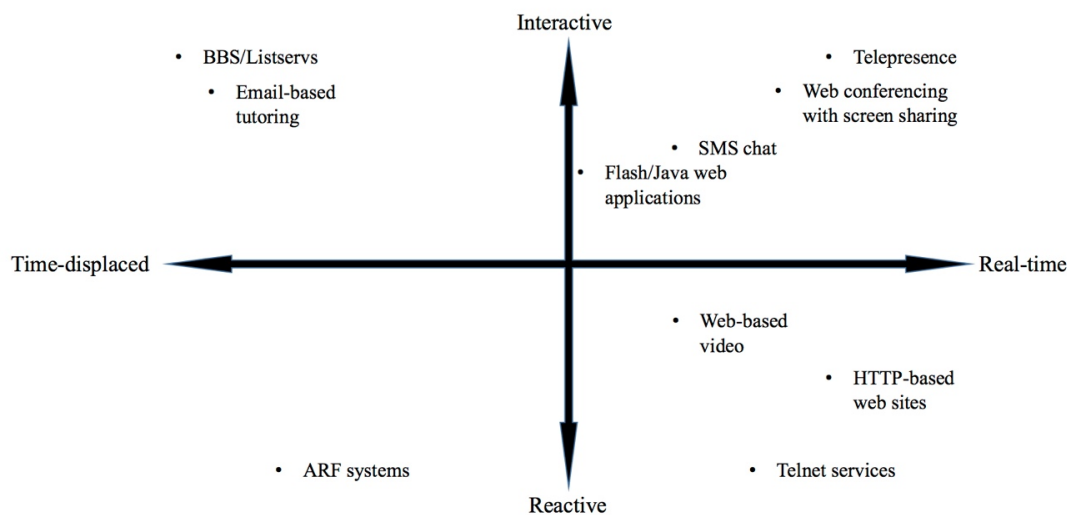 Interactive
BBS/Listservs
Telepresence
Email-based
tutoring
Web conferencing
with screen sharing
SMS chat
Flash/Java web
applications
Time-displaced
Real-time
Web-based
video
HTTP-based
web sites
ARF systems
Telnet services
Reactive